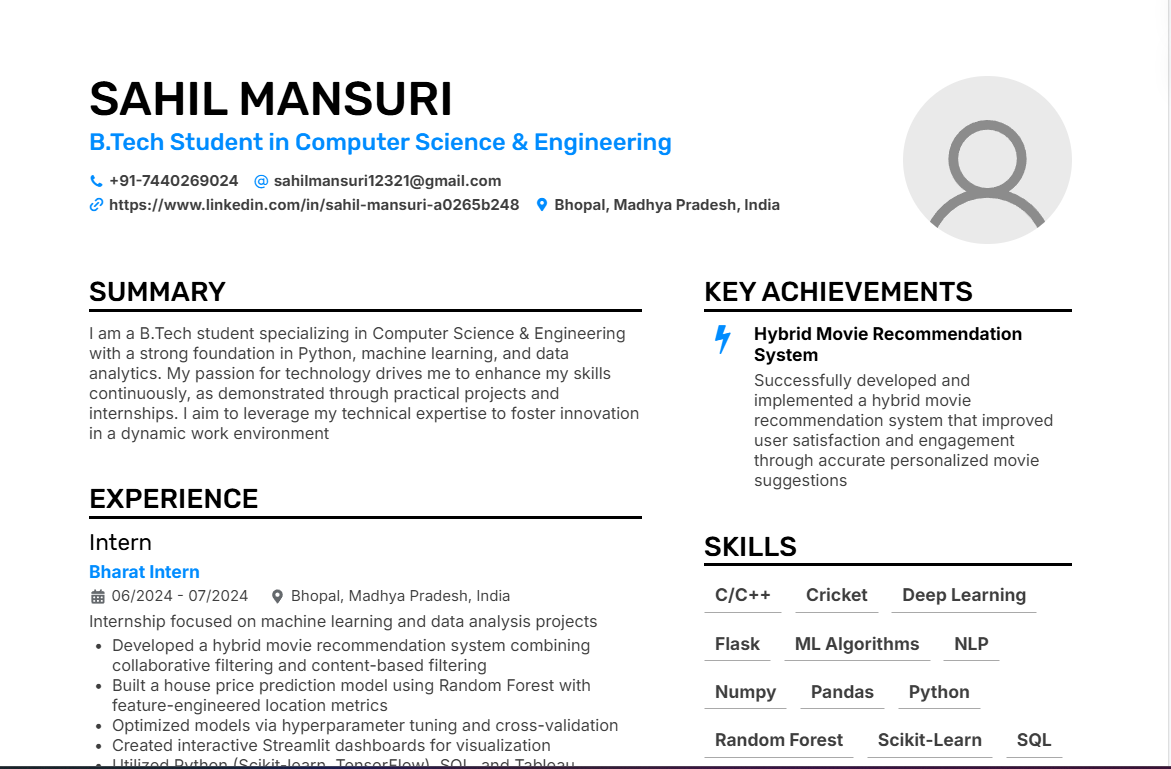 SAHIL MANSURI
B.Tech Student in Computer Science & Engineering
+91-7440269024 sahilmansuri12321@gmail.com
https://www.linkedin.com/in/sahil-mansuri-a0265b248 Bhopal, Madhya Pradesh, India
SUMMARY
I am a B.Tech student specializing in Computer Science & Engineering
with a strong foundation in Python, machine learning, and data
analytics. My passion for technology drives me to enhance my skills
continuously, as demonstrated through practical projects and
internships. I aim to leverage my technical expertise to foster innovation
in a dynamic work environment
EXPERIENCE
Intern
Bharat Intern
06/2024 - 07/2024 Bhopal, Madhya Pradesh, India
Internship focused on machine learning and data analysis projects
• Developed a hybrid movie recommendation system combining
collaborative filtering and content-based filtering
• Built a house price prediction model using Random Forest with
feature-engineered location metrics
• Optimized models via hyperparameter tuning and cross-validation
• Created interactive Streamlit dashboards for visualization
• Utilized Python (Scikit-learn, TensorFlow), SQL, and Tableau
KEY ACHIEVEMENTS
Hybrid Movie Recommendation
System
Successfully developed and
implemented a hybrid movie
recommendation system that improved
user satisfaction and engagement
through accurate personalized movie
suggestions
SKILLS
C/C++ Cricket Deep Learning
Flask ML Algorithms NLP
Numpy Pandas Python
Random Forest Scikit-Learn SQL